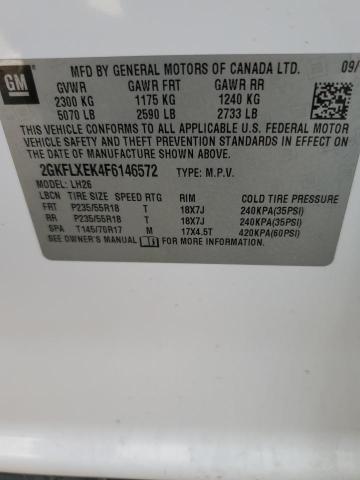 GM
MFD BY GENERAL MOTORS OF CANADA LTD. 09/
GVWR GAWR FRT GAWR RR
2300 KG 1175 KG 1240 KG
5070 LB 2590 LB 2733 LB
THIS VEHICLE CONFORMS TO ALL APPLICABLE U.S. FEDERAL MOTOR
VEHICLE SAFETY, BUMPER, AND THEFT PREVENTION STANDARDS IN EFFECT ON THE
DATE OF MANUFACTURE SHOWN ABOVE.
2GKFLXEK4F6146572 TYPE: M.P.V.
MODEL: LH26
LBCN TIRE SIZE SPEED RTG RIM COLD TIRE PRESSURE
FRT P235/55R18 T 18X7J 240KPA(35PSI)
RR P235/55R18 T 18X7J 240KPA(35PSI)
SPA T145/70R17 M 17X4.5T 420KPA(60PSI)
SEE OWNER'S MANUAL FOR MORE INFORMATION.